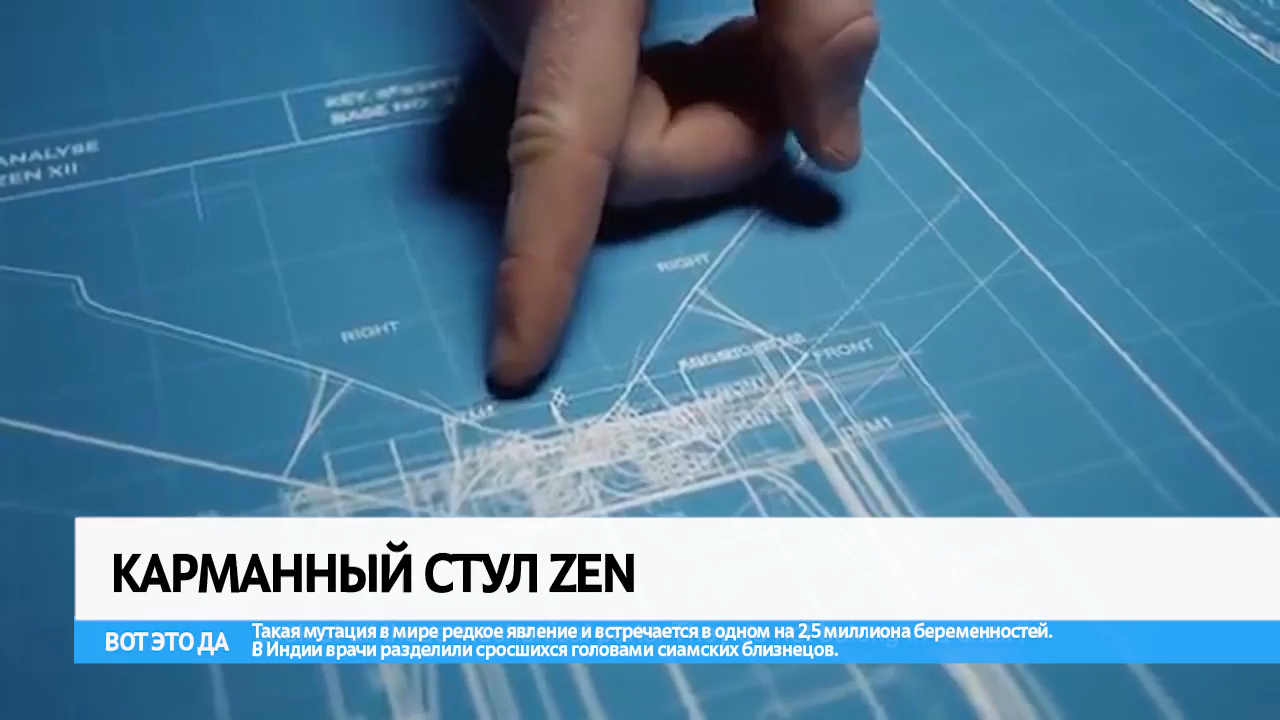 ANALYSE
ZEN XII
RIGHT
RIGHT
FRONT
КАРМАННЫЙ СТУЛ ZEN
ВОТ ЭТО ДА
Такая мутация в мире редкое явление и встречается в одном на 2,5 миллиона беременностей.
В Индии врачи разделили сросшихся головами сиамских близнецов.